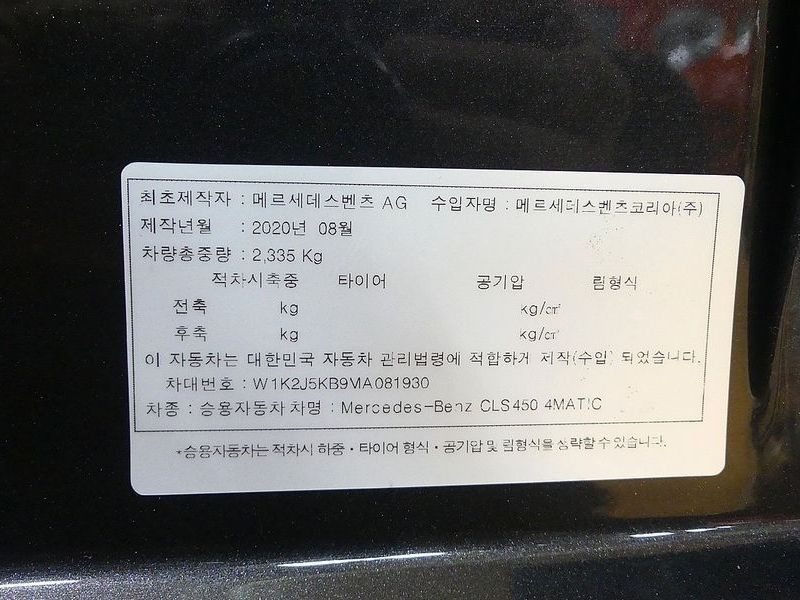 최초제작자 : 메르세데스벤츠 AG 수입자명 : 메르세데스벤츠코리아(주)
제작년월 : 2020년 08월
차량총중량 : 2,335 Kg
적차시축중 타이어 공기압 림형식
전축 kg kg/㎠
후축 kg kg/㎠
이 자동차는 대한민국 자동차 관리법령에 적합하게 제작(수입) 되었습니다.
차대번호 : W1K2J5KB9MA081930
차종 : 승용자동차 차명 : Mercedes-Benz CLS450 4MATIC
*승용자동차는 적차시 하중·타이어 형식·공기압 및 림형식을 생략할 수 있습니다.